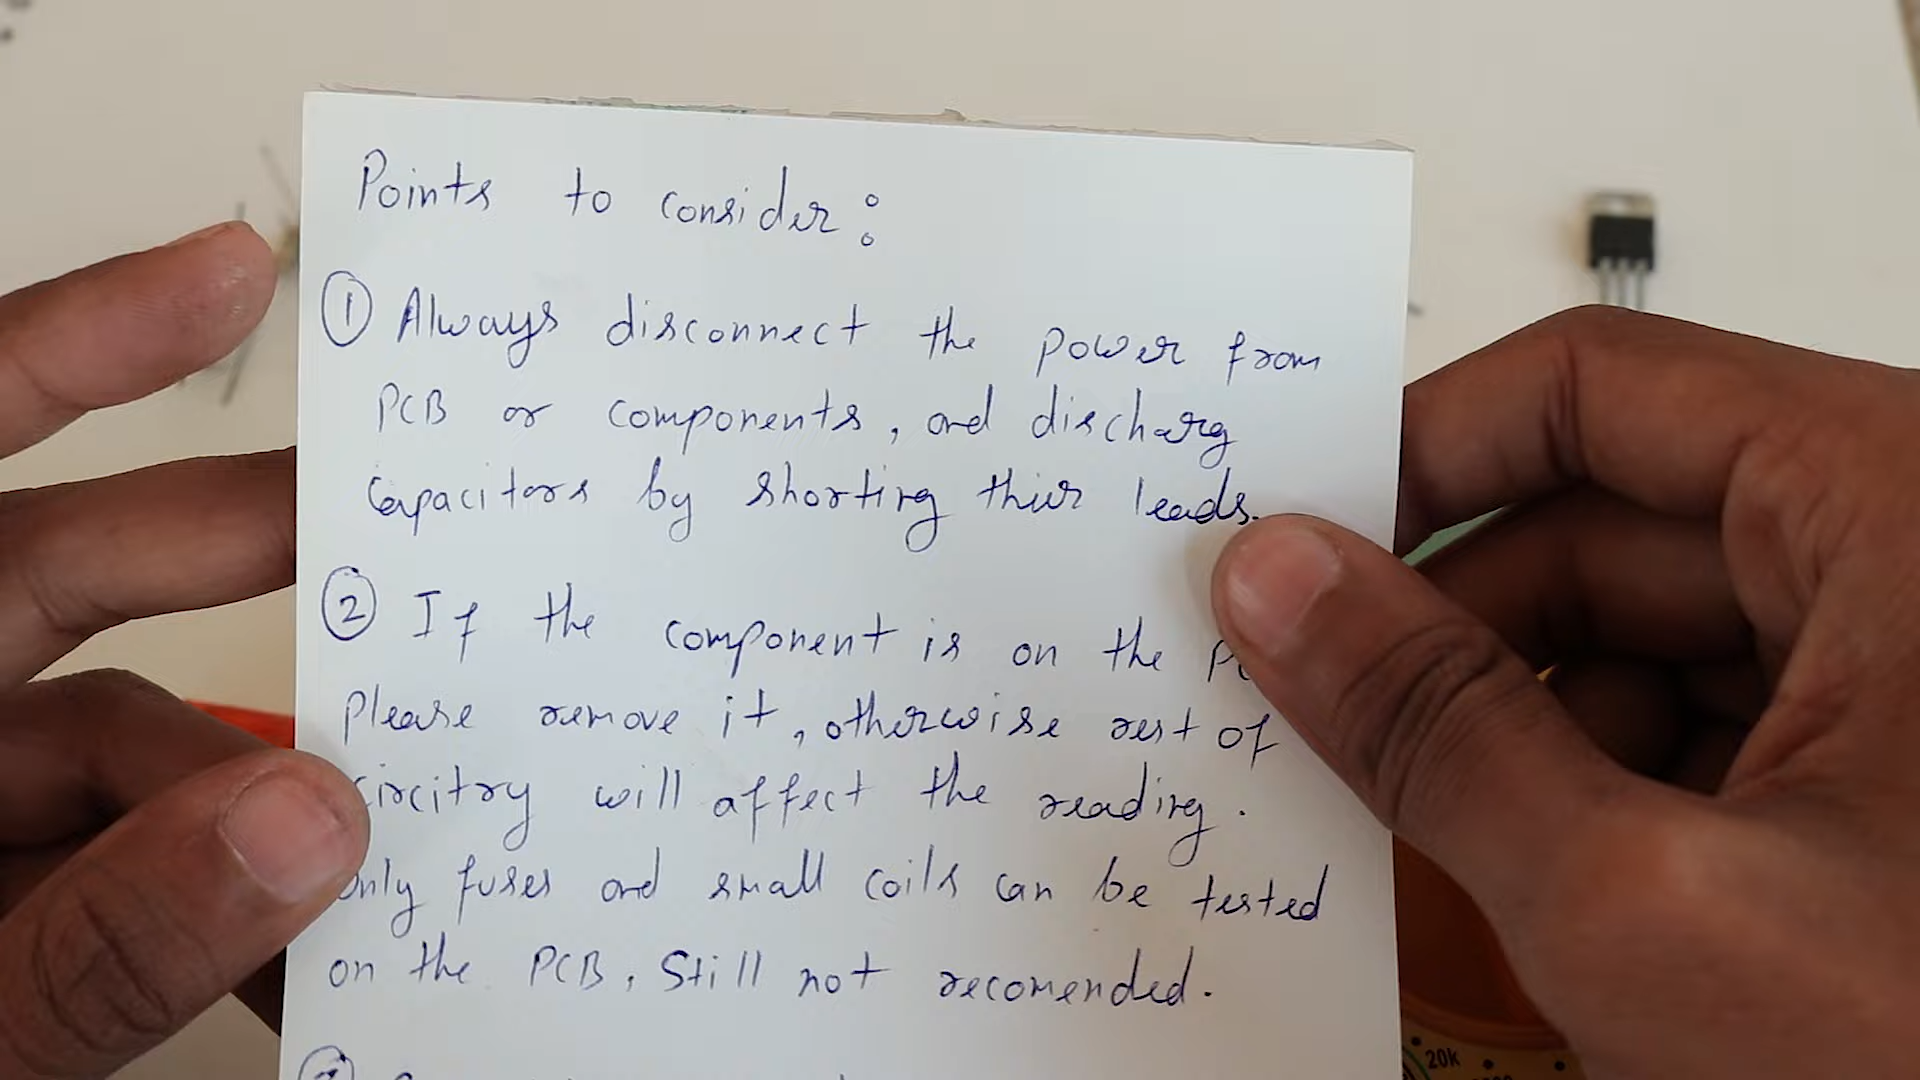 Points to consider:
① Always disconnect the power from
PCB or components, and discharg
Capacitors by shorting thier leads.
② If the component is on the
please remove it, otherwise rest of
circitry will affect the reading.
only fuses and small coils can be tested
on the PCB, Still not recomended.
20k